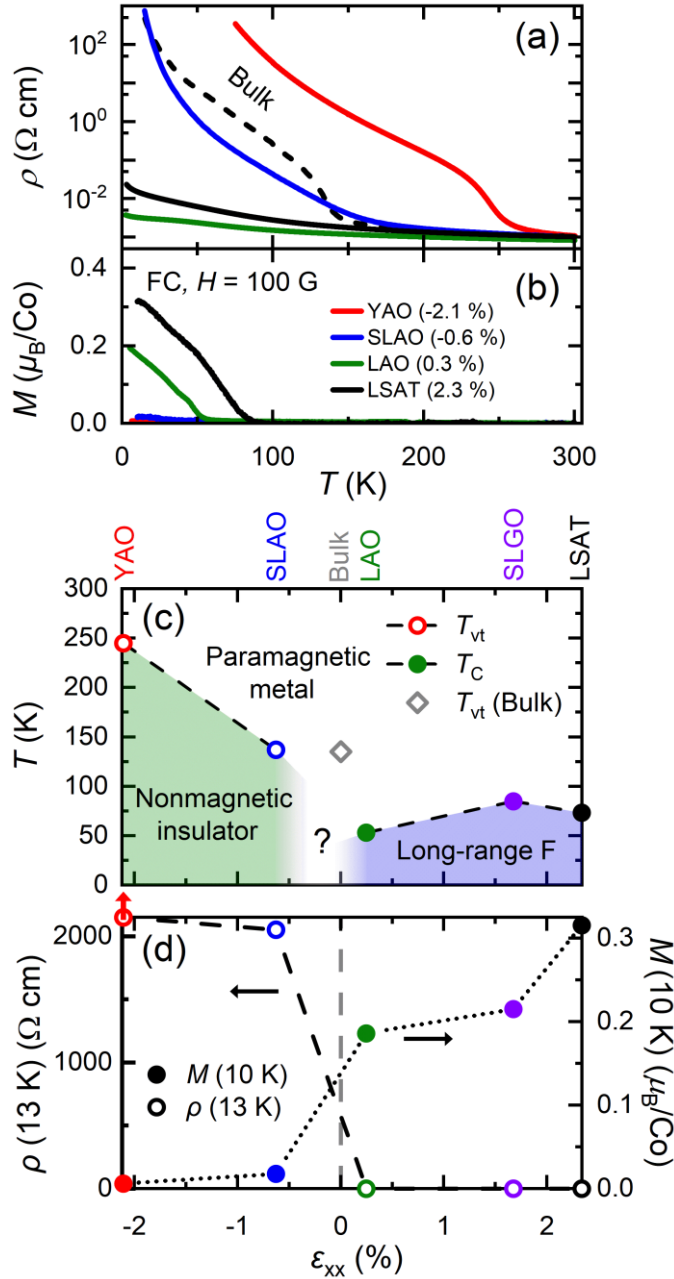 (a)
10²
10⁰
10⁻²
ρ (Ω cm)
Bulk
(b)
FC, H = 100 G
YAO (-2.1 %)
SLAO (-0.6 %)
LAO (0.3 %)
LSAT (2.3 %)
0.4
0.2
0.0
M (μB/Co)
0 100 200 300
T (K)
YAO SLAO Bulk LAO SLGO LSAT
(c)
300
250
200
150
100
50
0
T (K)
Paramagnetic
metal
Tvt
TC
Tvt (Bulk)
Nonmagnetic
insulator
?
Long-range F
(d)
2000
1000
0
ρ (13 K) (Ω cm)
M (10 K)
ρ (13 K)
0.3
0.2
0.1
0.0
M (10 K) (μB/Co)
-2 -1 0 1 2
εxx (%)